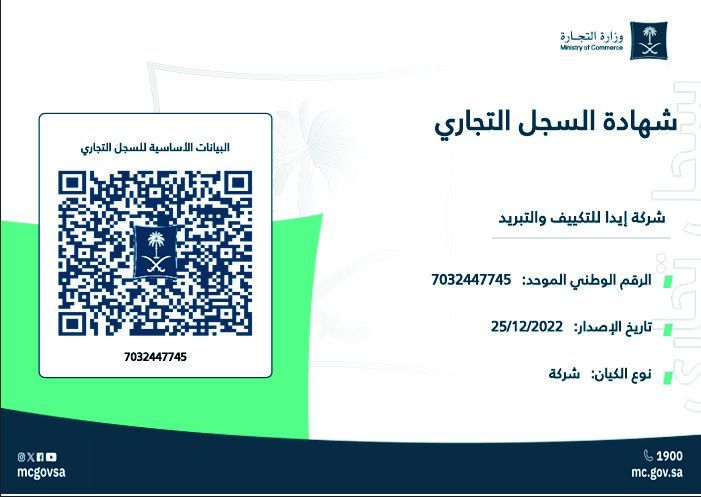 وزارة التجارة
Ministry of Commerce
شهادة السجل التجاري
شركة إيدا للتكييف والتبريد
الرقم الوطني الموحد: 7032447745
تاريخ الإصدار: 25/12/2022
نوع الكيان: شركة
البيانات الأساسية للسجل التجاري
7032447745
mcgovsa
1900
mc.gov.sa